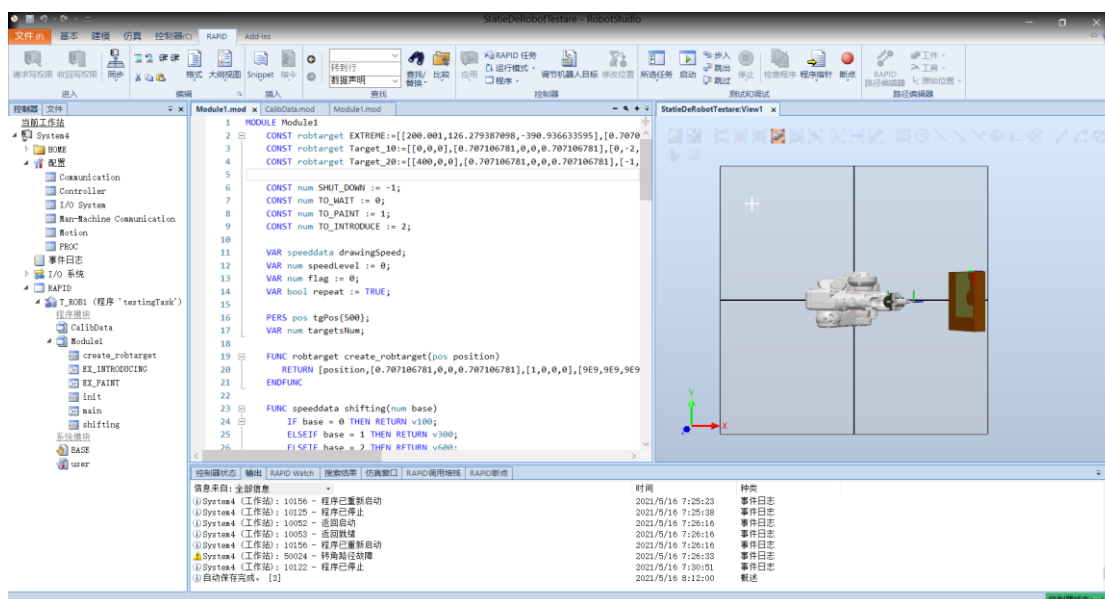 StatieDeRobotTestare - RobotStudio
文件(F) 基本 建模 仿真 控制器(C) RAPID Add-Ins
请求写权限 收回写权限 同步 格式 大纲视图 Snippet 指令 转到行 数据声明 查找/替换 比较 应用 RAPID 任务 运行模式 程序 调节机器人目标 修改位置 所选任务 启动 步入 跳出 跳过 停止 检查程序 程序指针 断点 RAPID 路径编辑器 工件 工具 原始位置
进入 编辑 插入 查找 控制器 测试和调试 路径编辑器
控制器 文件
当前工作站
System4
HOME
配置
Communication
Controller
I/O System
Man-Machine Communication
Motion
PROC
事件日志
I/O 系统
RAPID
T_ROB1 (程序 'testingTask')
程序模块
CalibData
Module1
create_robtarget
EX_INTRODUCING
EX_PAINT
init
main
shifting
系统模块
BASE
user
Module1.mod x CalibData.mod Module1.mod
1 MODULE Module1
2 CONST robtarget EXTREME:=[[200.001,126.279387098,-390.936633595],[0.7070
3 CONST robtarget Target_10:=[[0,0,0],[0.707106781,0,0,0.707106781],[0,-2,
4 CONST robtarget Target_20:=[[400,0,0],[0.707106781,0,0,0.707106781],[-1,
5
6 CONST num SHUT_DOWN := -1;
7 CONST num TO_WAIT := 0;
8 CONST num TO_PAINT := 1;
9 CONST num TO_INTRODUCE := 2;
10
11 VAR speeddata drawingSpeed;
12 VAR num speedLevel := 0;
13 VAR num flag := 0;
14 VAR bool repeat := TRUE;
15
16 PERS pos tgPos{500};
17 VAR num targetsNum;
18
19 FUNC robtarget create_robtarget(pos position)
20 RETURN [position,[0.707106781,0,0,0.707106781],[1,0,0,0],[9E9,9E9,9E9
21 ENDFUNC
22
23 FUNC speeddata shifting(num base)
24 IF base = 0 THEN RETURN v100;
25 ELSEIF base = 1 THEN RETURN v300;
26 ELSEIF base = 2 THEN RETURN v600;
StatieDeRobotTestare:View1 x
Y
X
控制器状态 输出 RAPID Watch 搜索结果 仿真窗口 RAPID调用堆栈 RAPID断点
信息来自: 全部信息 时间 种类
System4 (工作站): 10156 - 程序已重新启动 2021/5/16 7:25:23 事件日志
System4 (工作站): 10125 - 程序已停止 2021/5/16 7:25:38 事件日志
System4 (工作站): 10052 - 返回启动 2021/5/16 7:26:16 事件日志
System4 (工作站): 10053 - 返回就绪 2021/5/16 7:26:16 事件日志
System4 (工作站): 10156 - 程序已重新启动 2021/5/16 7:26:16 事件日志
System4 (工作站): 50024 - 转角路径故障 2021/5/16 7:26:33 事件日志
System4 (工作站): 10122 - 程序已停止 2021/5/16 7:30:51 事件日志
自动保存完成。 [3] 2021/5/16 8:12:00 概述